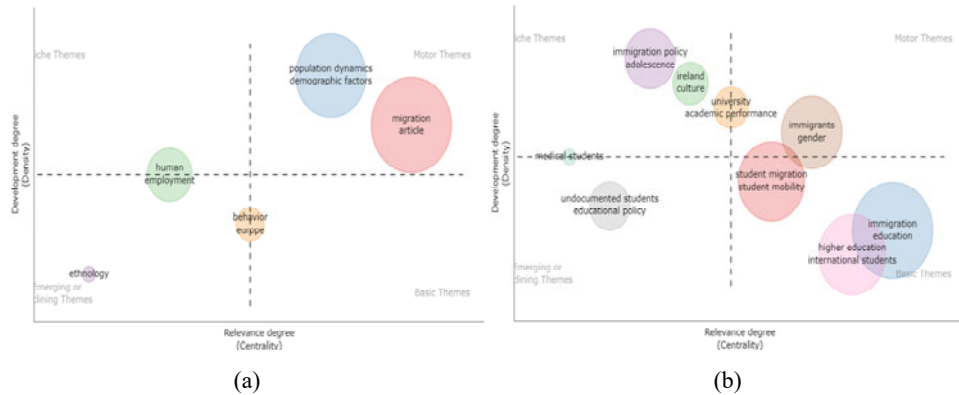 iche Themes
Motor Themes
population dynamics
demographic factors
migration
article
human
employment
behavior
europe
ethnology
Emerging or
clining Themes
Basic Themes
Development degree
(Density)
Relevance degree
(Centrality)
(a)
iche Themes
Motor Themes
immigration policy
adolescence
ireland
culture
university
academic performance
immigrants
gender
medical students
student migration
student mobility
undocumented students
educational policy
immigration
education
higher education
international students
Emerging or
clining Themes
Basic Themes
Development degree
(Density)
Relevance degree
(Centrality)
(b)